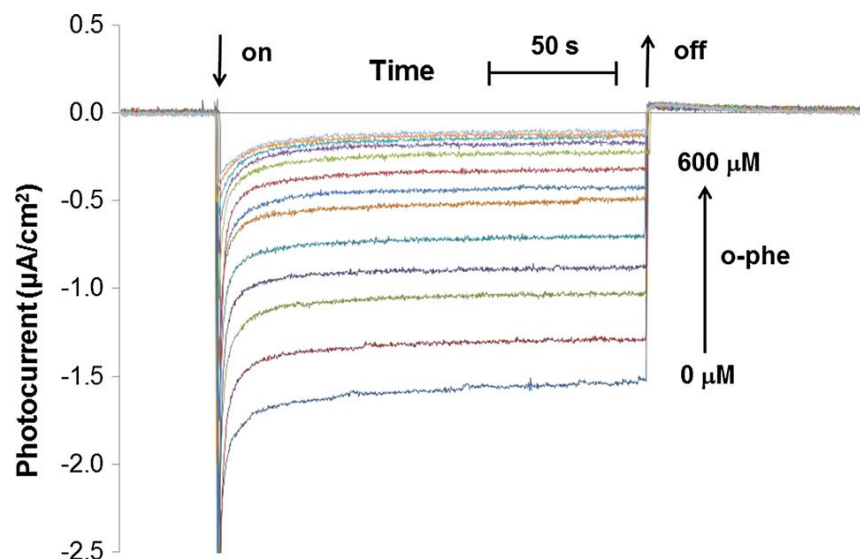 0.5
on
50 s
off
Time
0.0
600 µM
-0.5
o-phe
-1.0
0 µM
-1.5
-2.0
-2.5
Photocurrent (µA/cm²)